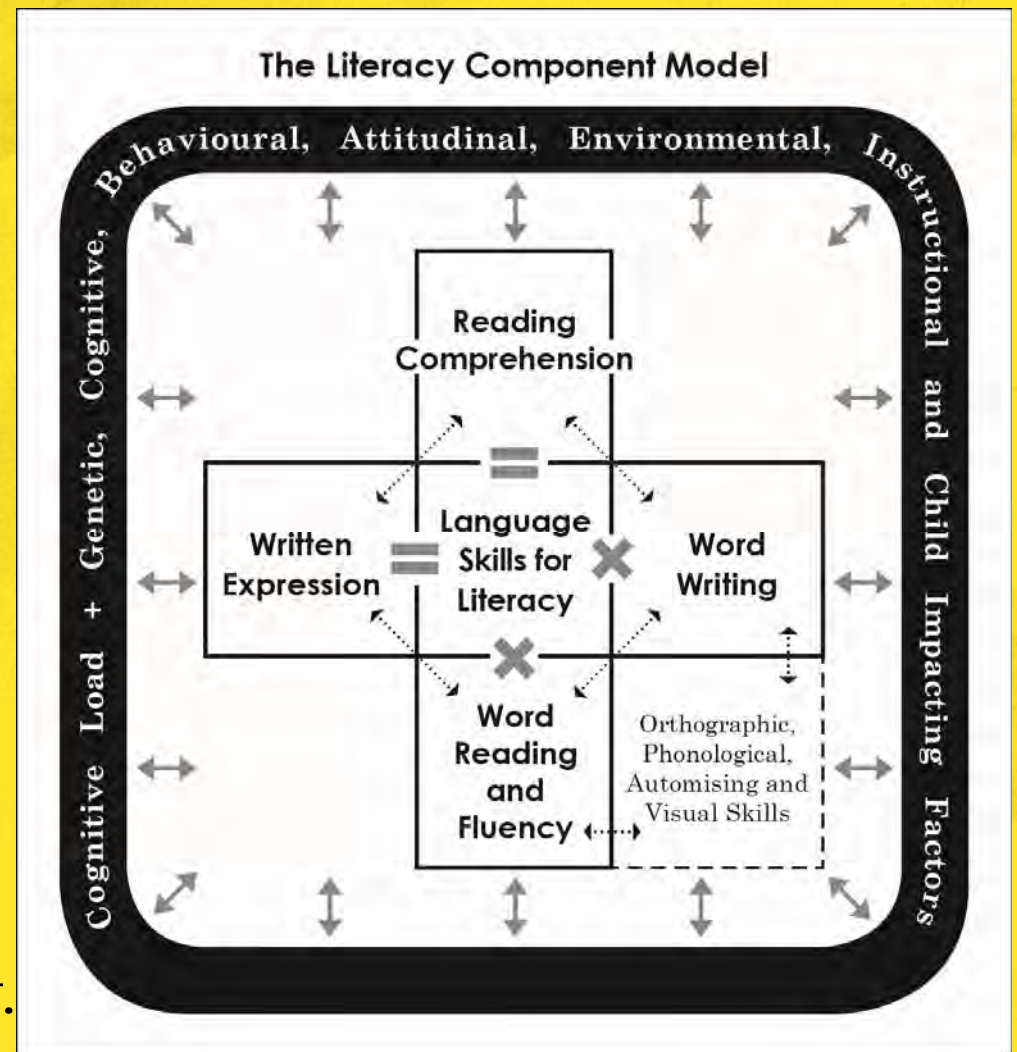 The Literacy Component Model
Cognitive Load + Genetic, Cognitive, Behavioural, Attitudinal, Environmental, Instructional and Child Impacting Factors
Reading
Comprehension
=
Written
Expression
=
Language
Skills for
Literacy
×
Word
Writing
×
Word
Reading
and
Fluency
Orthographic,
Phonological,
Automising and
Visual Skills